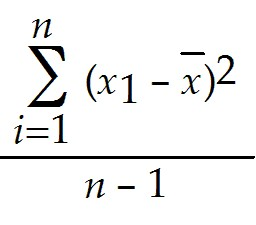 n
∑ (x1 − x̅)2
i=1
n − 1